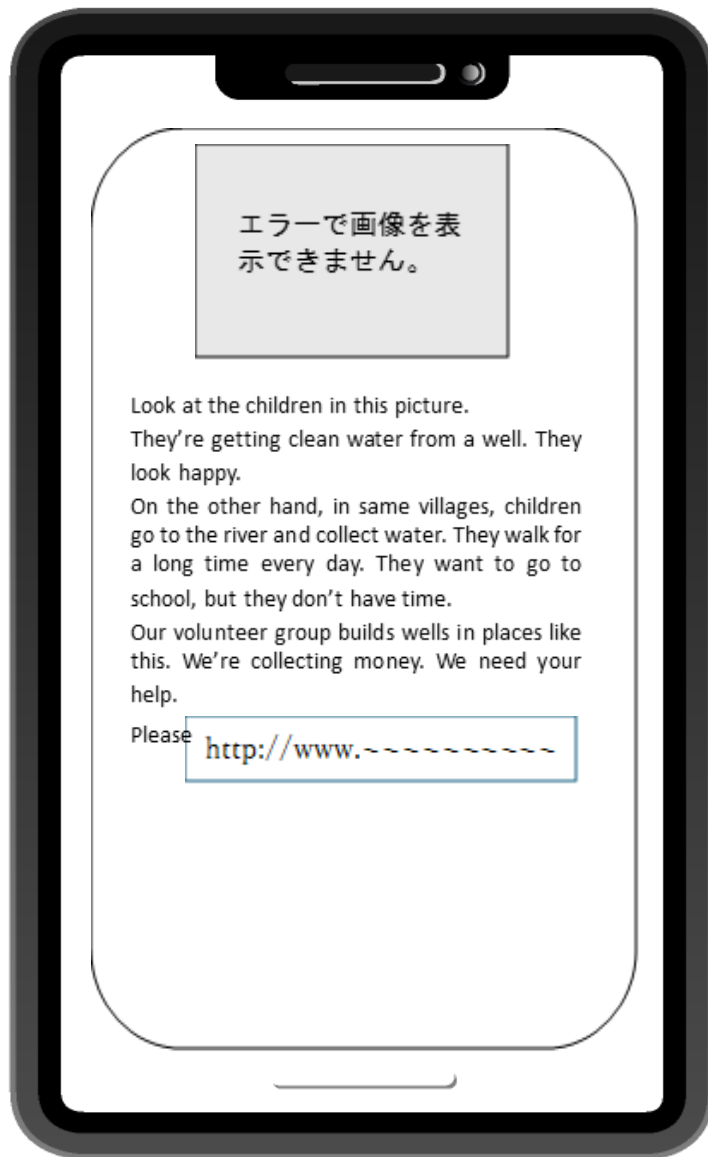 エラーで画像を表
示できません。
Look at the children in this picture.
They’re getting clean water from a well. They
look happy.
On the other hand, in same villages, children
go to the river and collect water. They walk for
a long time every day. They want to go to
school, but they don’t have time.
Our volunteer group builds wells in places like
this. We’re collecting money. We need your
help.
Please
http://www.~~~~~~~~~~